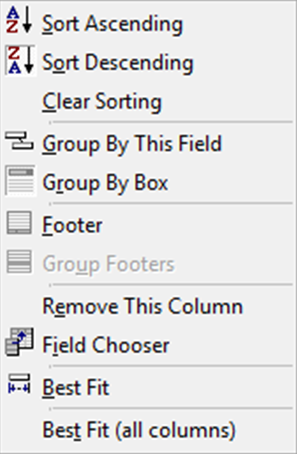 Sort Ascending
Sort Descending
Clear Sorting
Group By This Field
Group By Box
Footer
Group Footers
Remove This Column
Field Chooser
Best Fit
Best Fit (all columns)